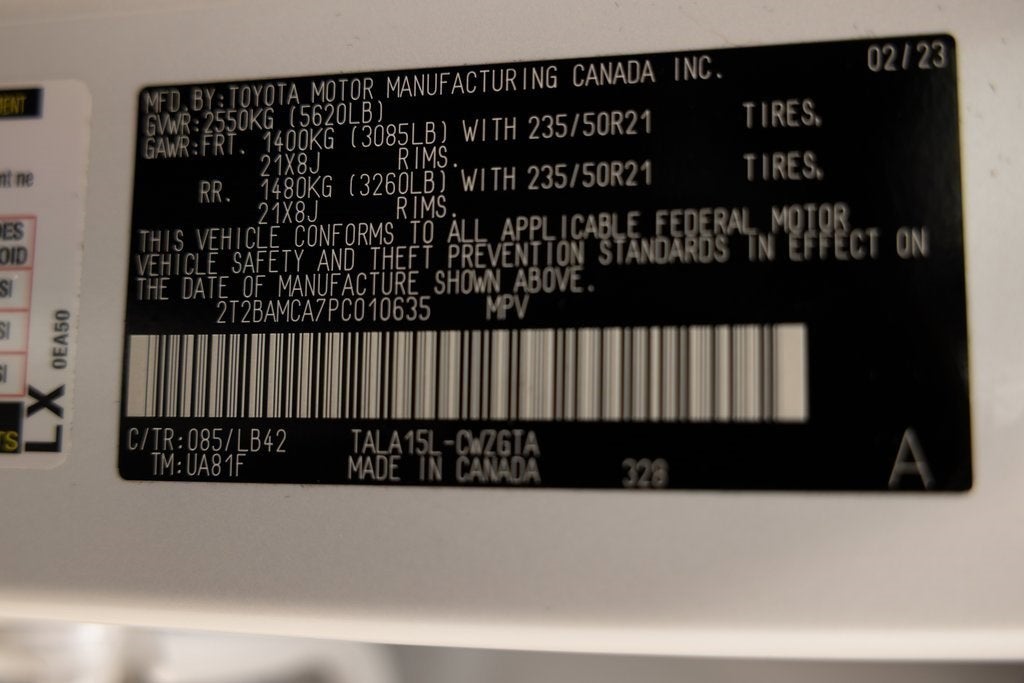 02/23
MFD. BY: TOYOTA MOTOR MANUFACTURING CANADA INC.
GVWR: 2550KG (5620LB)
GAWR: FRT. 1400KG (3085LB) WITH 235/50R21 TIRES,
21X8J RIMS.
RR. 1480KG (3260LB) WITH 235/50R21 TIRES,
21X8J RIMS.
THIS VEHICLE CONFORMS TO ALL APPLICABLE FEDERAL MOTOR
VEHICLE SAFETY AND THEFT PREVENTION STANDARDS IN EFFECT ON
THE DATE OF MANUFACTURE SHOWN ABOVE.
2T2BAMCA7PC010635 MPV
C/TR: 085/LB42 TALA15L-CWZGTA
TM: UA81F MADE IN CANADA 328 A
LX 0EA50